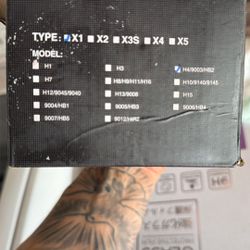 TYPE: X1 X2 X3S X4 X5
MODEL:
H1 H3 H4/9003/HB2
H7 H8/H9/H11/H16 H10/9140/9145
H12/9045/9040 H13/9008 H15
9004/HB1 9005/HB3 9006/HB4
9007/HB5 9012/HIR2